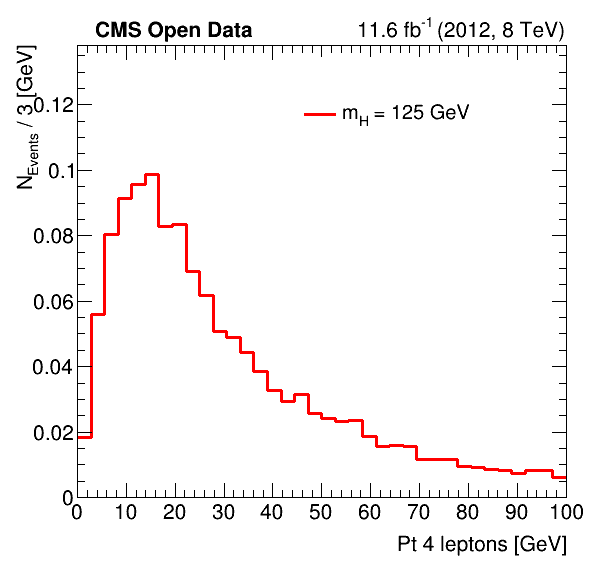 CMS Open Data 11.6 fb⁻¹ (2012, 8 TeV)
N_Events / 3 [GeV]
m_H = 125 GeV
0.12
0.1
0.08
0.06
0.04
0.02
0
0 10 20 30 40 50 60 70 80 90 100
Pt 4 leptons [GeV]